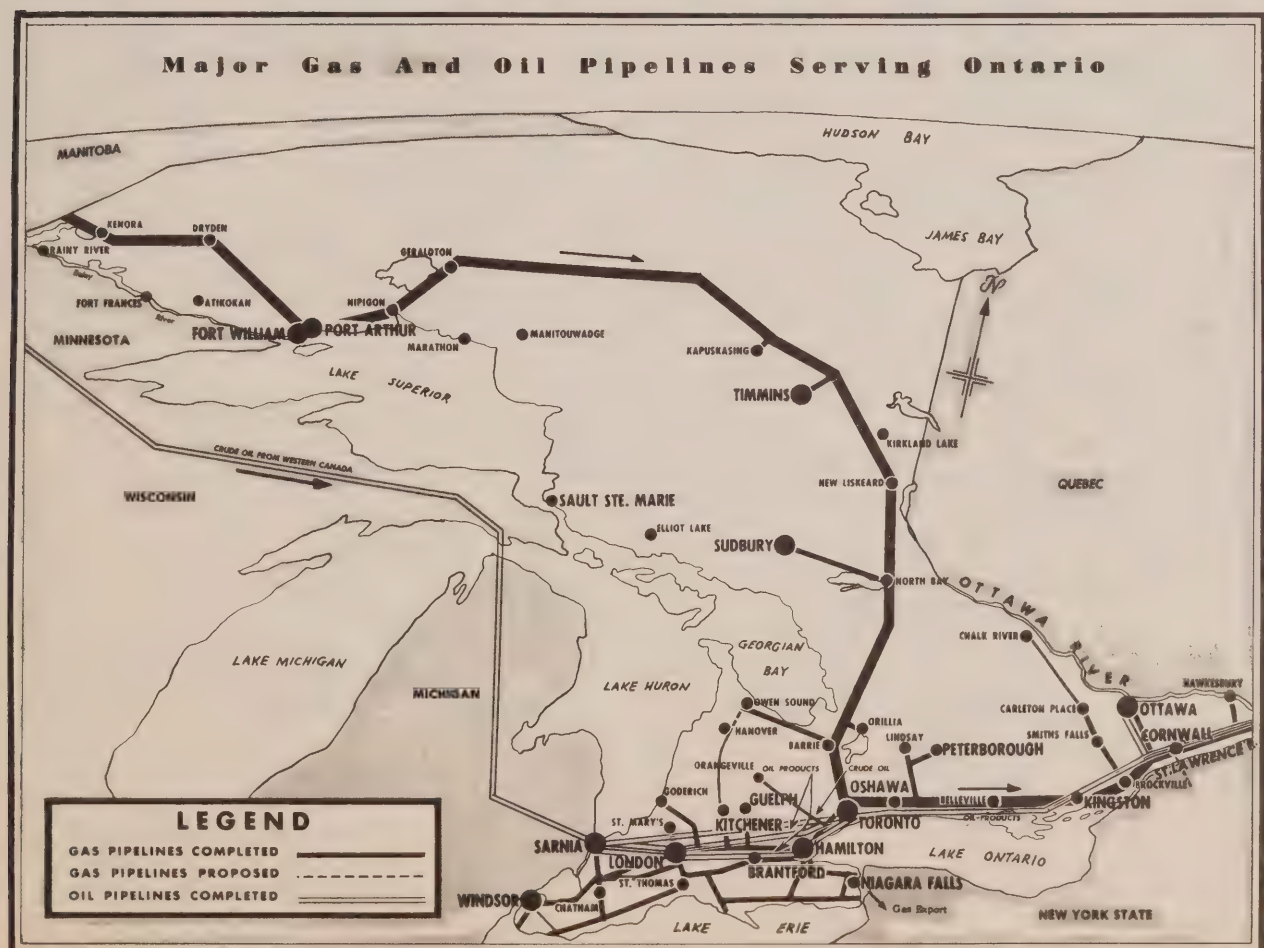 Major Gas And Oil Pipelines Serving Ontario
HUDSON BAY
MANITOBA
JAMES BAY
KENORA
DRYDEN
RAINY RIVER
Rainy
River
GERALDTON
FORT FRANCES
ATIKOKAN
NIPIGON
FORT WILLIAM
PORT ARTHUR
MINNESOTA
MARATHON
MANITOUWADGE
KAPUSKASING
N
LAKE SUPERIOR
TIMMINS
KIRKLAND LAKE
CRUDE OIL FROM WESTERN CANADA
NEW LISKEARD
QUEBEC
WISCONSIN
SAULT STE. MARIE
ELLIOT LAKE
SUDBURY
NORTH BAY
OTTAWA RIVER
CHALK RIVER
GEORGIAN
BAY
LAKE MICHIGAN
MICHIGAN
LAKE HURON
HAWKESBURY
OWEN SOUND
CARLETON PLACE
OTTAWA
HANOVER
ORILLIA
LINDSAY
SMITHS FALLS
CORNWALL
BARRIE
PETERBOROUGH
ST. LAWRENCE R.
ORANGEVILLE
OIL PRODUCTS
CRUDE OIL
BROCKVILLE
GODERICH
GUELPH
OSHAWA
BELLEVILLE
KINGSTON
OIL-PRODUCTS
ST. MARY'S
KITCHENER
TORONTO
SARNIA
LONDON
HAMILTON
LAKE ONTARIO
BRANTFORD
ST. THOMAS
NIAGARA FALLS
WINDSOR
CHATHAM
Gas Export
LAKE ERIE
NEW YORK STATE
LEGEND
GAS PIPELINES COMPLETED
GAS PIPELINES PROPOSED
OIL PIPELINES COMPLETED